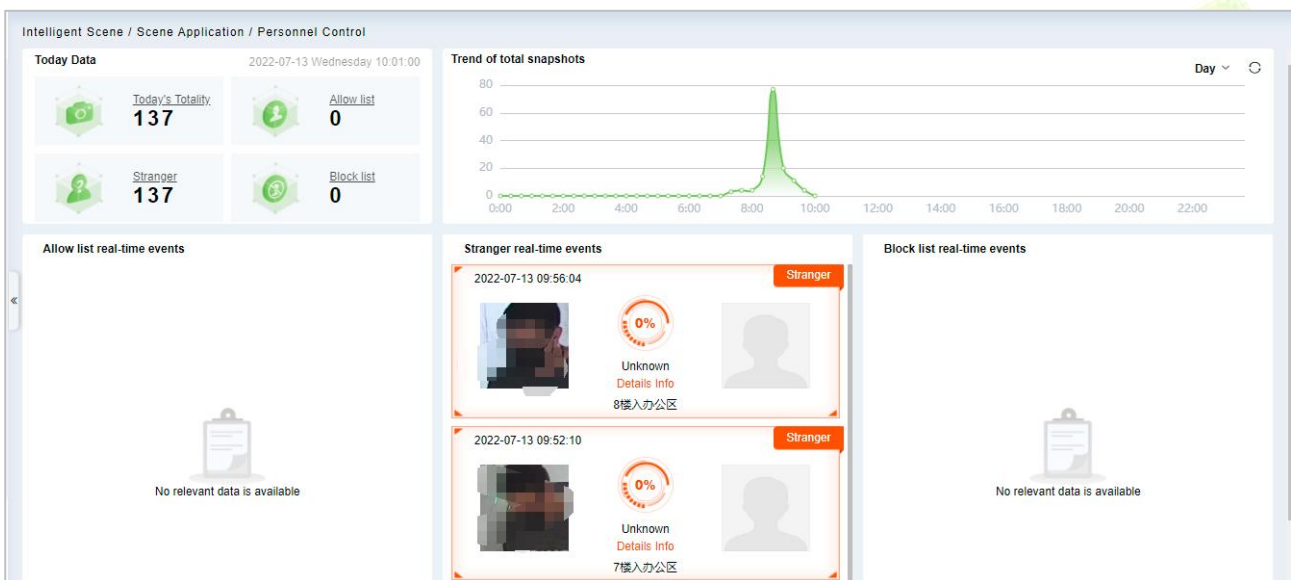 Intelligent Scene / Scene Application / Personnel Control
Today Data
2022-07-13 Wednesday 10:01:00
Today's Totality
137
Allow list
0
Stranger
137
Block list
0
Trend of total snapshots
Day
80
60
40
20
0
0:00 2:00 4:00 6:00 8:00 10:00 12:00 14:00 16:00 18:00 20:00 22:00
Allow list real-time events
No relevant data is available
Stranger real-time events
2022-07-13 09:56:04
Stranger
0%
Unknown
Details Info
8楼入办公区
2022-07-13 09:52:10
Stranger
0%
Unknown
Details Info
7楼入办公区
Block list real-time events
No relevant data is available